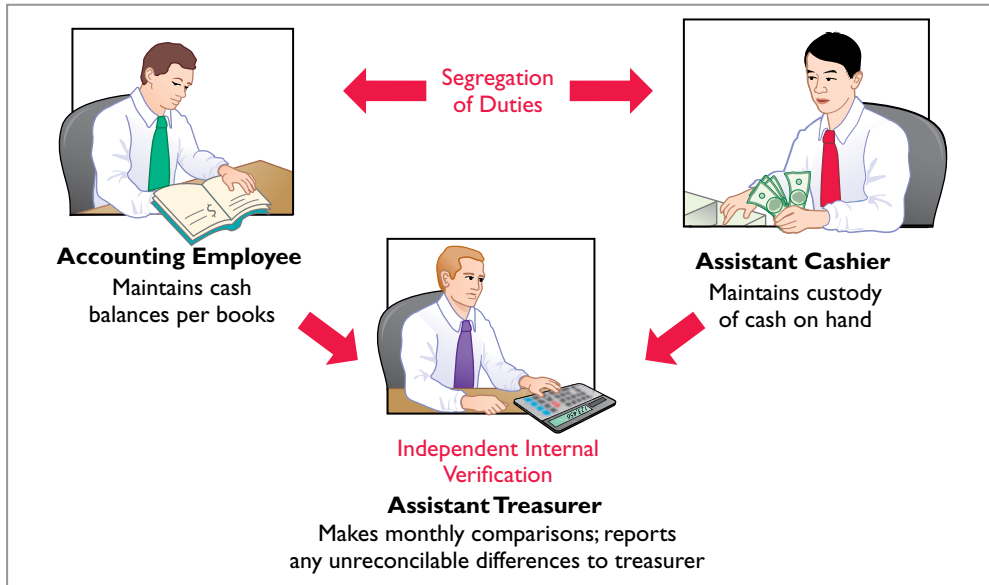 Segregation
of Duties
$
Accounting Employee
Maintains cash
balances per books
Assistant Cashier
Maintains custody
of cash on hand
Independent Internal
Verification
Assistant Treasurer
Makes monthly comparisons; reports
any unreconcilable differences to treasurer